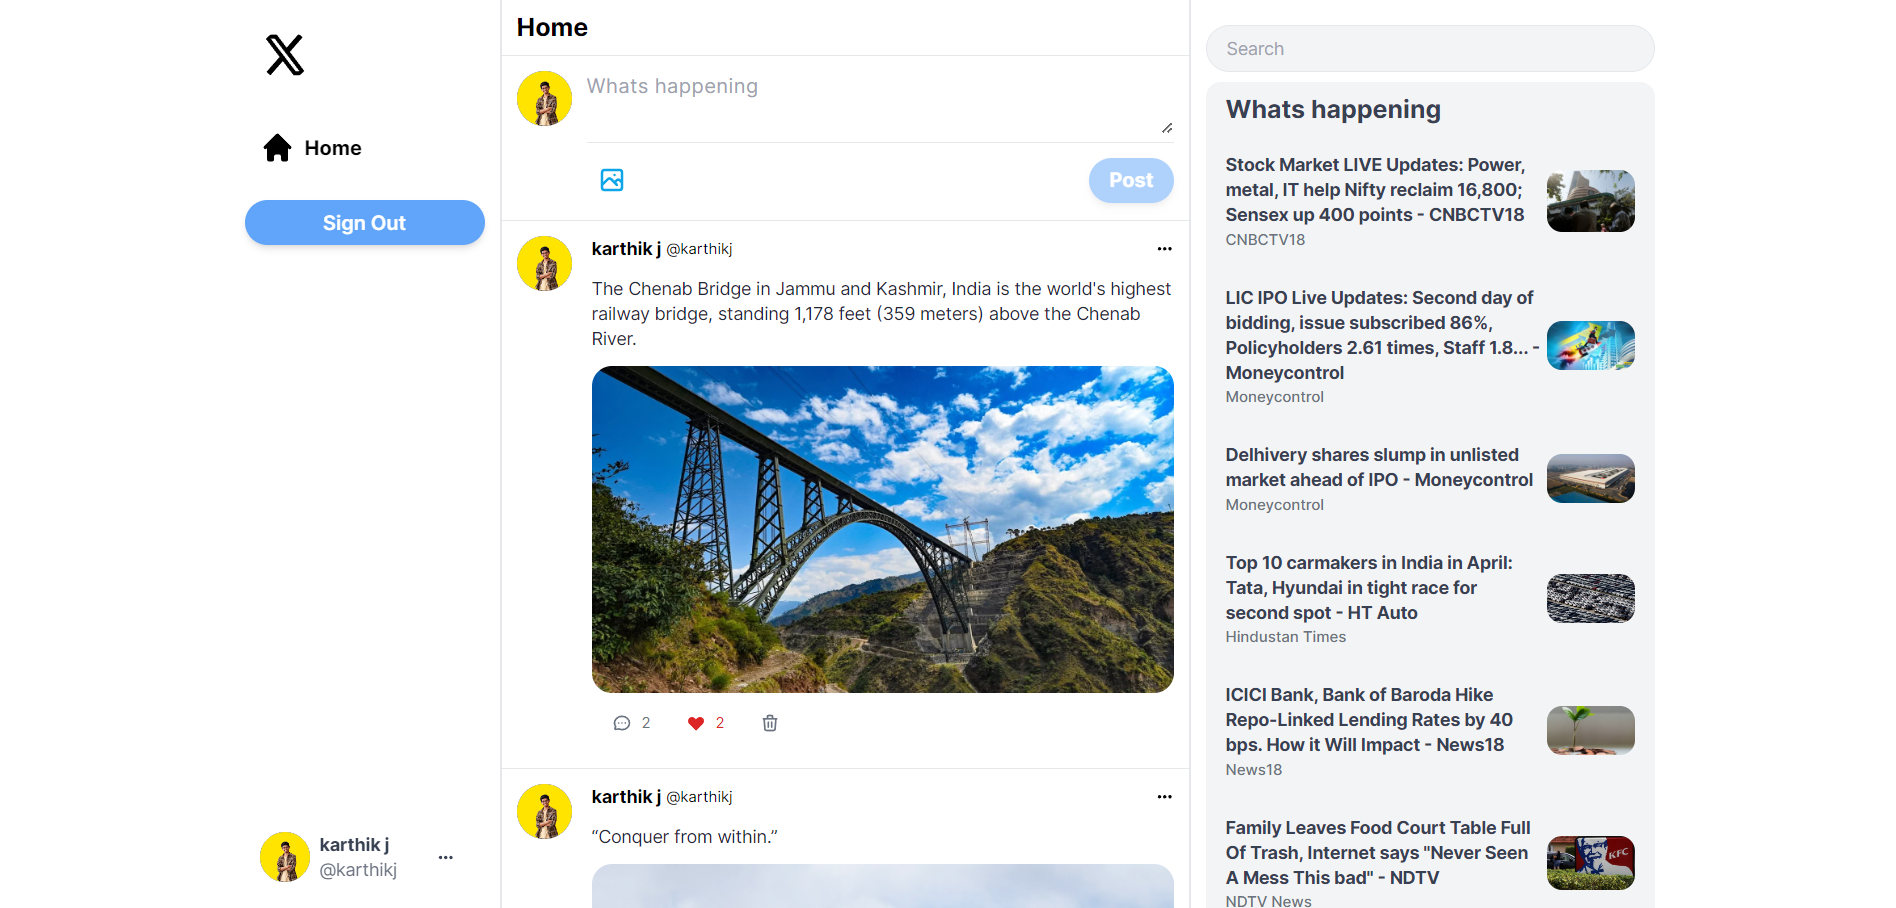 Home
Sign Out
karthik j
@karthikj
Home
Whats happening
Post
karthik j @karthikj
The Chenab Bridge in Jammu and Kashmir, India is the world's highest
railway bridge, standing 1,178 feet (359 meters) above the Chenab
River.
2 2
karthik j @karthikj
“Conquer from within.”
Search
Whats happening
Stock Market LIVE Updates: Power,
metal, IT help Nifty reclaim 16,800;
Sensex up 400 points - CNBCTV18
CNBCTV18
LIC IPO Live Updates: Second day of
bidding, issue subscribed 86%,
Policyholders 2.61 times, Staff 1.8... -
Moneycontrol
Moneycontrol
Delhivery shares slump in unlisted
market ahead of IPO - Moneycontrol
Moneycontrol
Top 10 carmakers in India in April:
Tata, Hyundai in tight race for
second spot - HT Auto
Hindustan Times
ICICI Bank, Bank of Baroda Hike
Repo-Linked Lending Rates by 40
bps. How it Will Impact - News18
News18
Family Leaves Food Court Table Full
Of Trash, Internet says "Never Seen
A Mess This bad" - NDTV
KFC
NDTV News